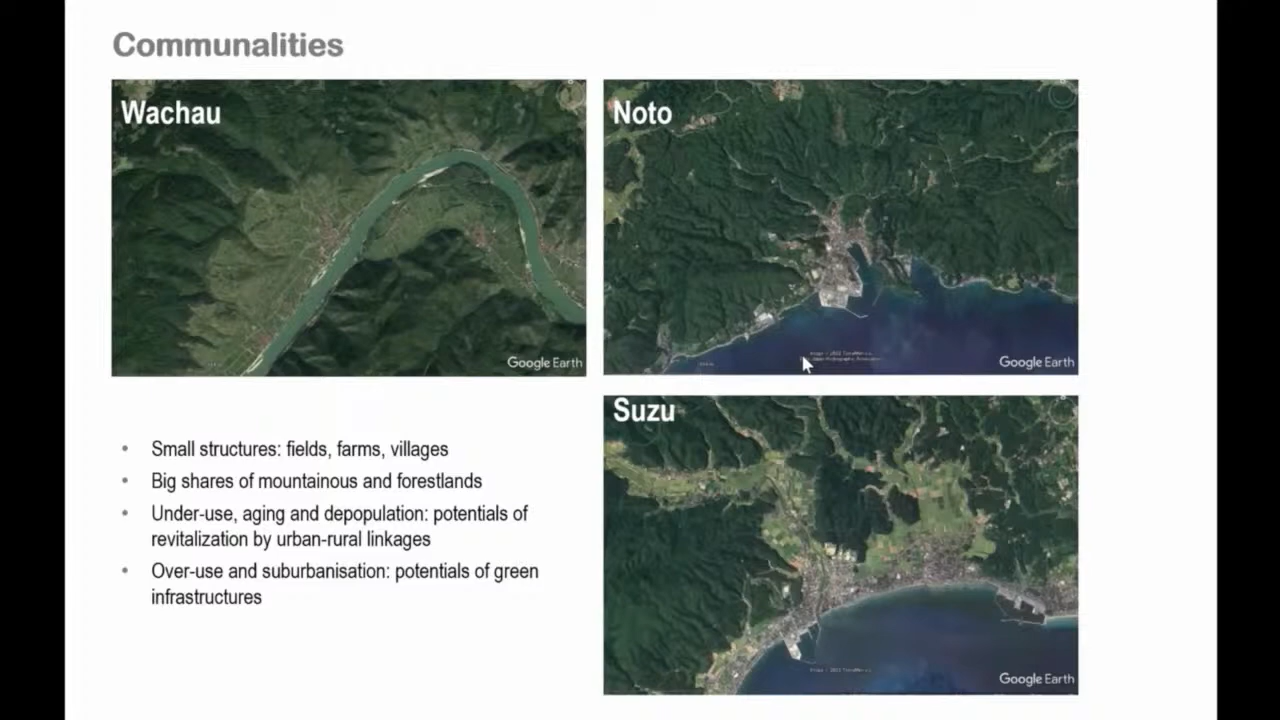 Communalities
Wachau
Google Earth
Noto
Google Earth
Suzu
Google Earth
• Small structures: fields, farms, villages
• Big shares of mountainous and forestlands
• Under-use, aging and depopulation: potentials of
revitalization by urban-rural linkages
• Over-use and suburbanisation: potentials of green
infrastructures